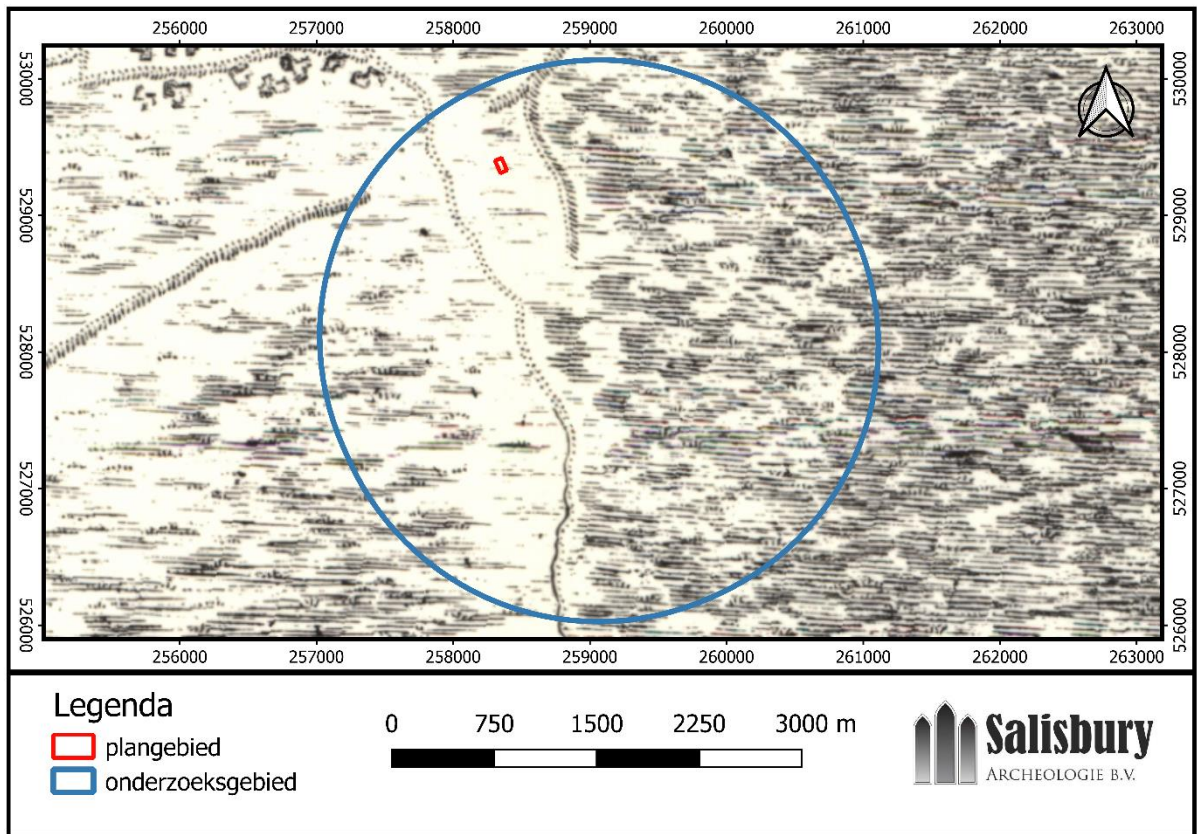 256000 257000 258000 259000 260000 261000 262000 263000
530000 530000
529000 529000
528000 528000
527000 527000
526000 526000
256000 257000 258000 259000 260000 261000 262000 263000
Legenda
plangebied
onderzoeksgebied
0 750 1500 2250 3000 m
Salisbury
ARCHEOLOGIE B.V.